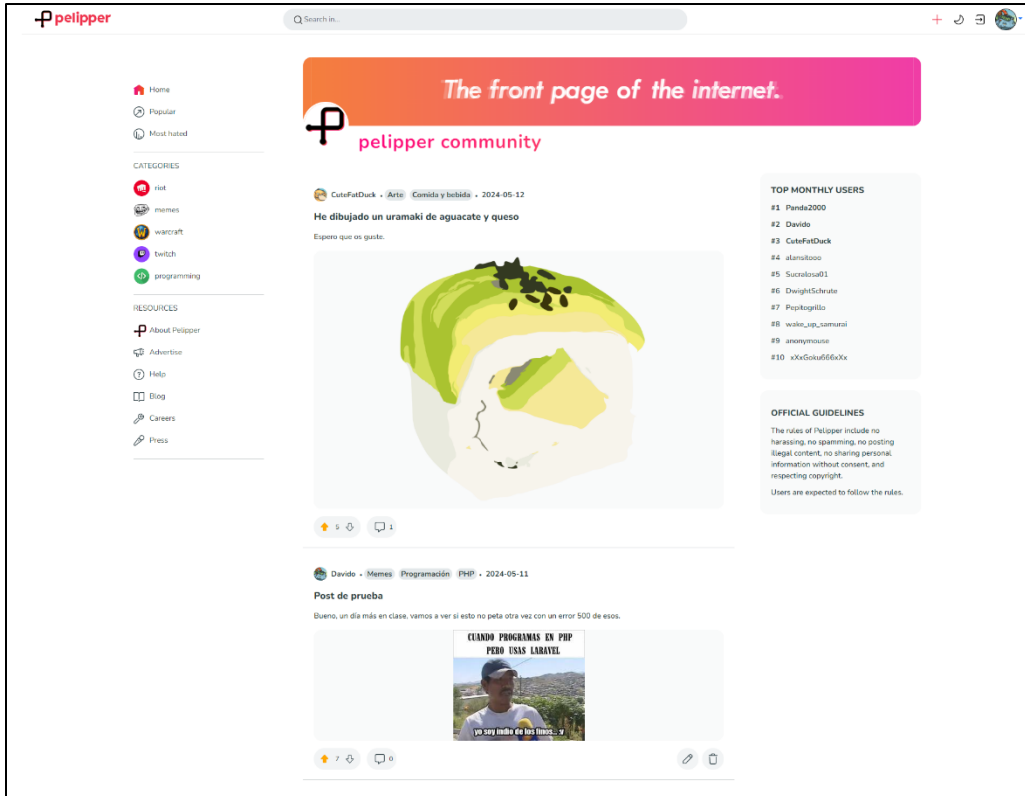 pelipper
Search in...
The front page of the internet.
pelipper community
Home
Popular
Most hated
CATEGORIES
riot
memes
warcraft
twitch
programming
RESOURCES
About Pelipper
Advertise
Help
Blog
Careers
Press
CuteFatDuck • Arte Comida y bebida • 2024-05-12
He dibujado un uramaki de aguacate y queso
Espero que os guste.
5
1
Davido • Memes Programación PHP • 2024-05-11
Post de prueba
Bueno, un día más en clase, vamos a ver si esto no peta otra vez con un error 500 de esos.
CUANDO PROGRAMAS EN PHP
PERO USAS LARAVEL
yo soy indio de los finos... :v
7
0
TOP MONTHLY USERS
#1 Panda2000
#2 Davido
#3 CuteFatDuck
#4 alansitooo
#5 Sucralosa01
#6 DwightSchrute
#7 Pepitogrillo
#8 wake_up_samurai
#9 anonymouse
#10 xXxGoku666xXx
OFFICIAL GUIDELINES
The rules of Pelipper include no
harassing, no spamming, no posting
illegal content, no sharing personal
information without consent, and
respecting copyright.
Users are expected to follow the rules.